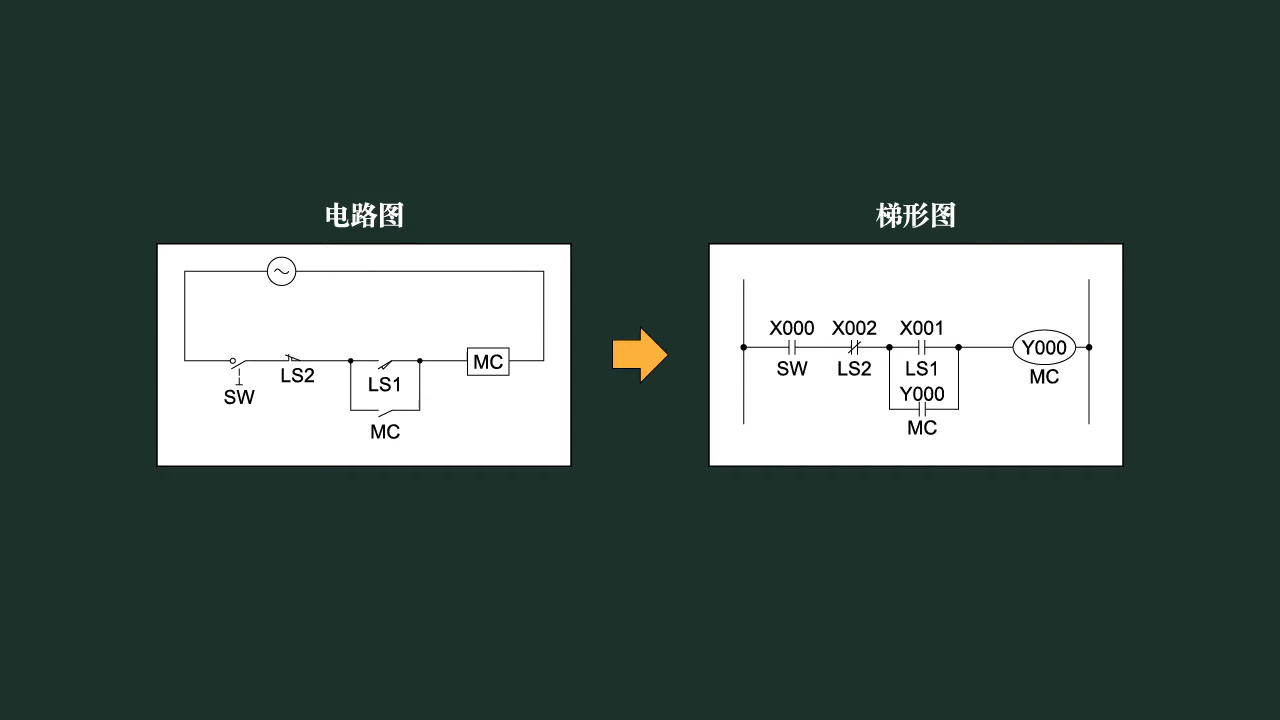 电路图
SW
LS2
LS1
MC
MC
梯形图
X000 X002 X001
Y000
SW LS2 LS1
MC
Y000
MC